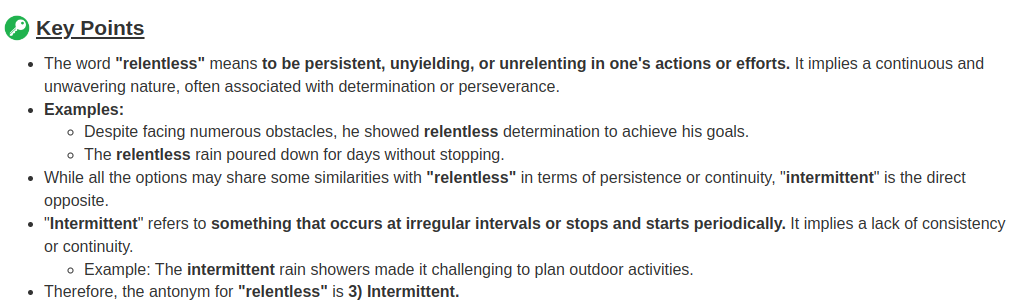 Key Points
• The word "relentless" means to be persistent, unyielding, or unrelenting in one's actions or efforts. It implies a continuous and
unwavering nature, often associated with determination or perseverance.
• Examples:
◦ Despite facing numerous obstacles, he showed relentless determination to achieve his goals.
◦ The relentless rain poured down for days without stopping.
• While all the options may share some similarities with "relentless" in terms of persistence or continuity, "intermittent" is the direct
opposite.
• "Intermittent" refers to something that occurs at irregular intervals or stops and starts periodically. It implies a lack of consistency
or continuity.
◦ Example: The intermittent rain showers made it challenging to plan outdoor activities.
• Therefore, the antonym for "relentless" is 3) Intermittent.